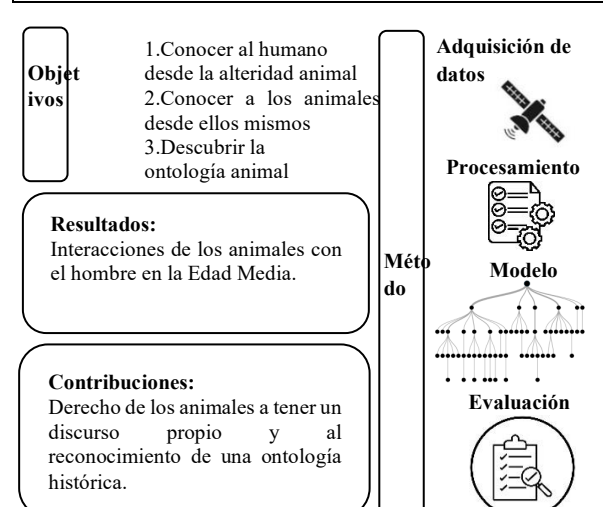 Objet
ivos
1.Conocer al humano
desde la alteridad animal
2.Conocer a los animales
desde ellos mismos
3.Descubrir la
ontología animal
Resultados:
Interacciones de los animales con
el hombre en la Edad Media.
Contribuciones:
Derecho de los animales a tener un
discurso propio y al
reconocimiento de una ontología
histórica.
Méto
do
Adquisición de
datos
Procesamiento
Modelo
Evaluación